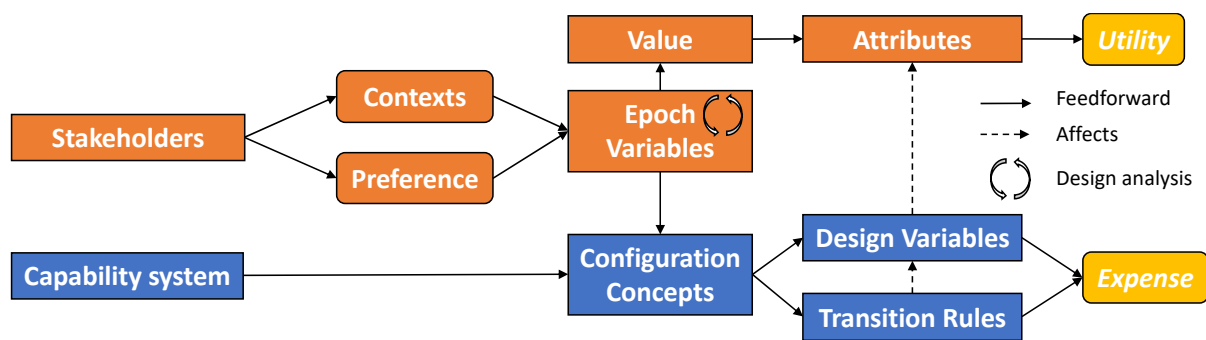 Value
Attributes
Utility
Contexts
Epoch
Variables
Feedforward
Stakeholders
Affects
Preference
Design analysis
Design Variables
Capability system
Configuration
Concepts
Expense
Transition Rules